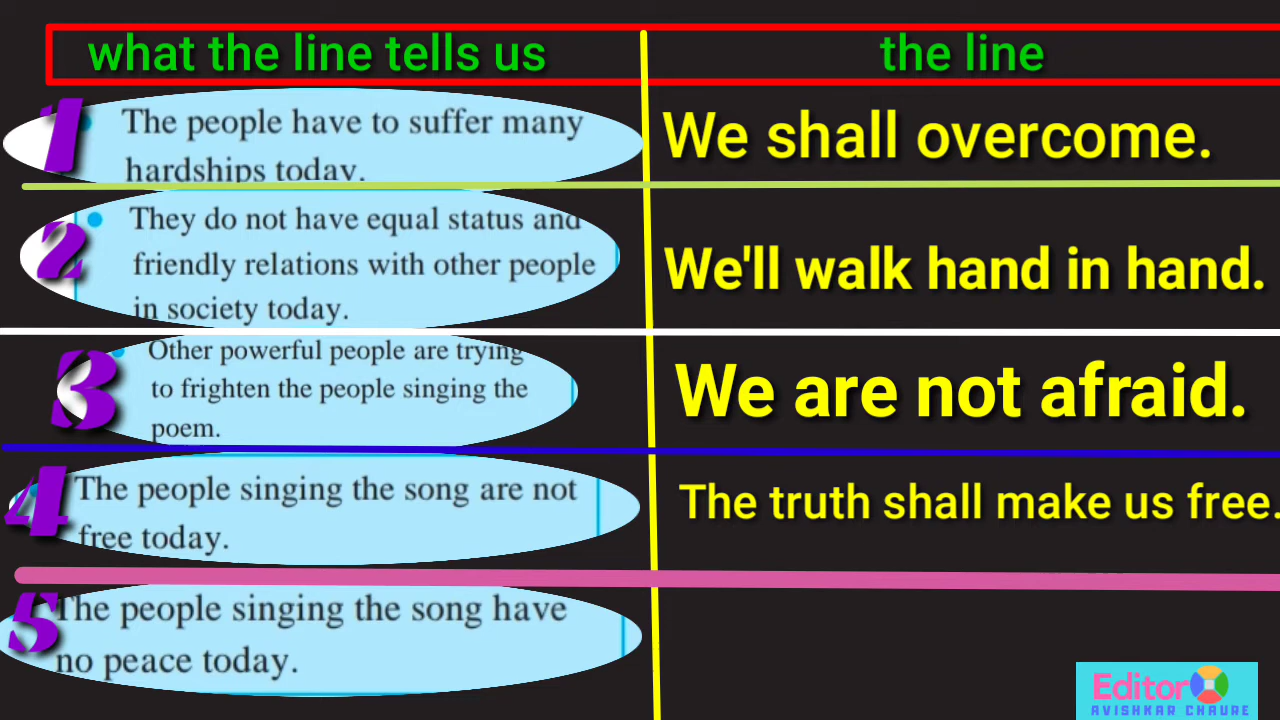 what the line tells us
the line
1
The people have to suffer many
hardships today.
We shall overcome.
2
They do not have equal status and
friendly relations with other people
in society today.
We'll walk hand in hand.
3
Other powerful people are trying
to frighten the people singing the
poem.
We are not afraid.
4
The people singing the song are not
free today.
The truth shall make us free.
5
The people singing the song have
no peace today.
Editor
AVISHKAR CHAURE